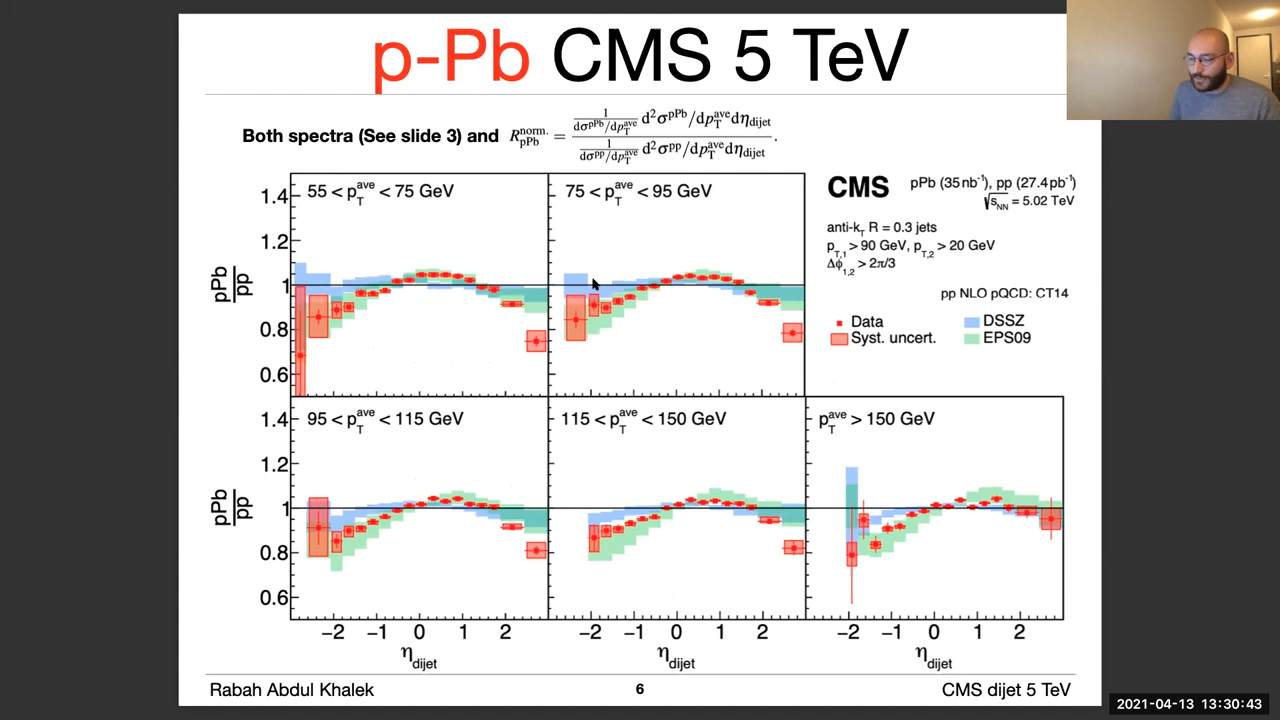 p-Pb CMS 5 TeV
Both spectra (See slide 3) and R_pPb^norm. = (1/(dσ^pPb/dp_T^ave) d²σ^pPb/dp_T^ave dη_dijet) / (1/(dσ^pp/dp_T^ave) d²σ^pp/dp_T^ave dη_dijet).
55 < p_T^ave < 75 GeV
75 < p_T^ave < 95 GeV
CMS
pPb (35 nb⁻¹), pp (27.4 pb⁻¹)
√s_NN = 5.02 TeV
anti-k_T R = 0.3 jets
p_T,1 > 90 GeV, p_T,2 > 20 GeV
Δϕ_1,2 > 2π/3
pp NLO pQCD: CT14
Data
DSSZ
Syst. uncert.
EPS09
pPb/pp
1.4
1.2
1
0.8
0.6
95 < p_T^ave < 115 GeV
115 < p_T^ave < 150 GeV
p_T^ave > 150 GeV
pPb/pp
1.4
1.2
1
0.8
0.6
−2 −1 0 1 2
−2 −1 0 1 2
−2 −1 0 1 2
η_dijet
η_dijet
η_dijet
Rabah Abdul Khalek
6
CMS dijet 5 TeV
2021-04-13 13:30:43